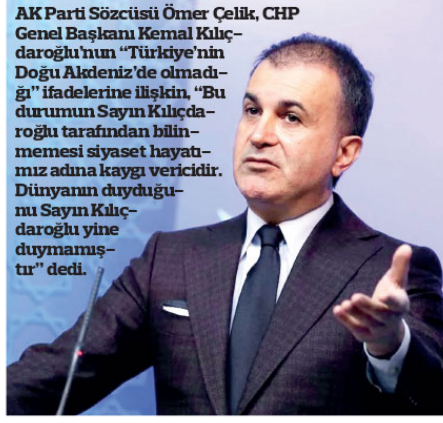 AK Parti Sözcüsü Ömer Çelik, CHP
Genel Başkanı Kemal Kılıç-
daroğlu'nun "Türkiye'nin
Doğu Akdeniz'de olmadı-
ğı" ifadelerine ilişkin, "Bu
durumun Sayın Kılıçda-
roğlu tarafından bilin-
memesi siyaset hayatı-
mız adına kaygı vericidir.
Dünyanın duyduğu-
nu Sayın Kılıç-
daroğlu yine
duymamış-
tır" dedi.